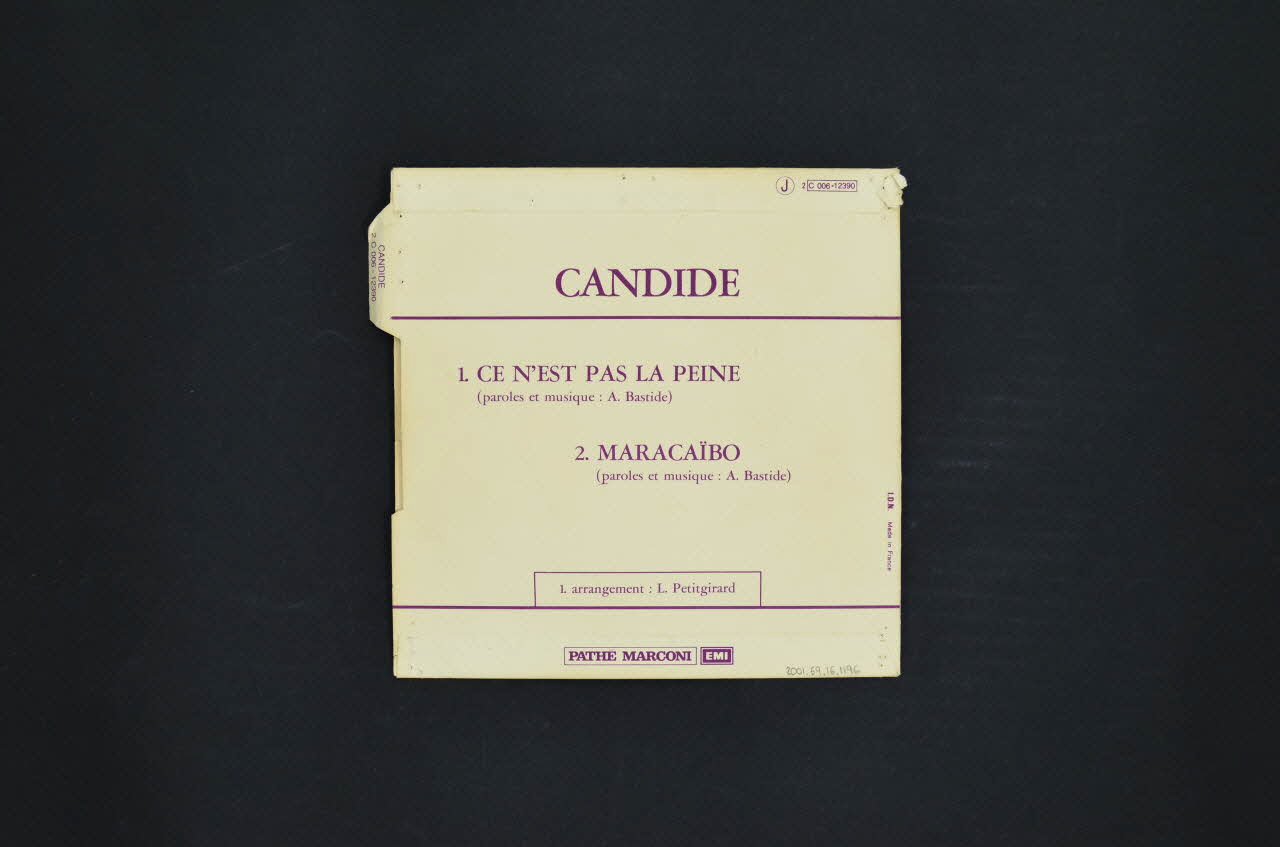 J 2 C 006-12390
CANDIDE
2 C 006 - 12390
CANDIDE
1. CE N'EST PAS LA PEINE
(paroles et musique : A. Bastide)
2. MARACAÏBO
(paroles et musique : A. Bastide)
I.D.N. Made in France
1. arrangement : L. Petitgirard
PATHE MARCONI EMI
2001.59.15.1196